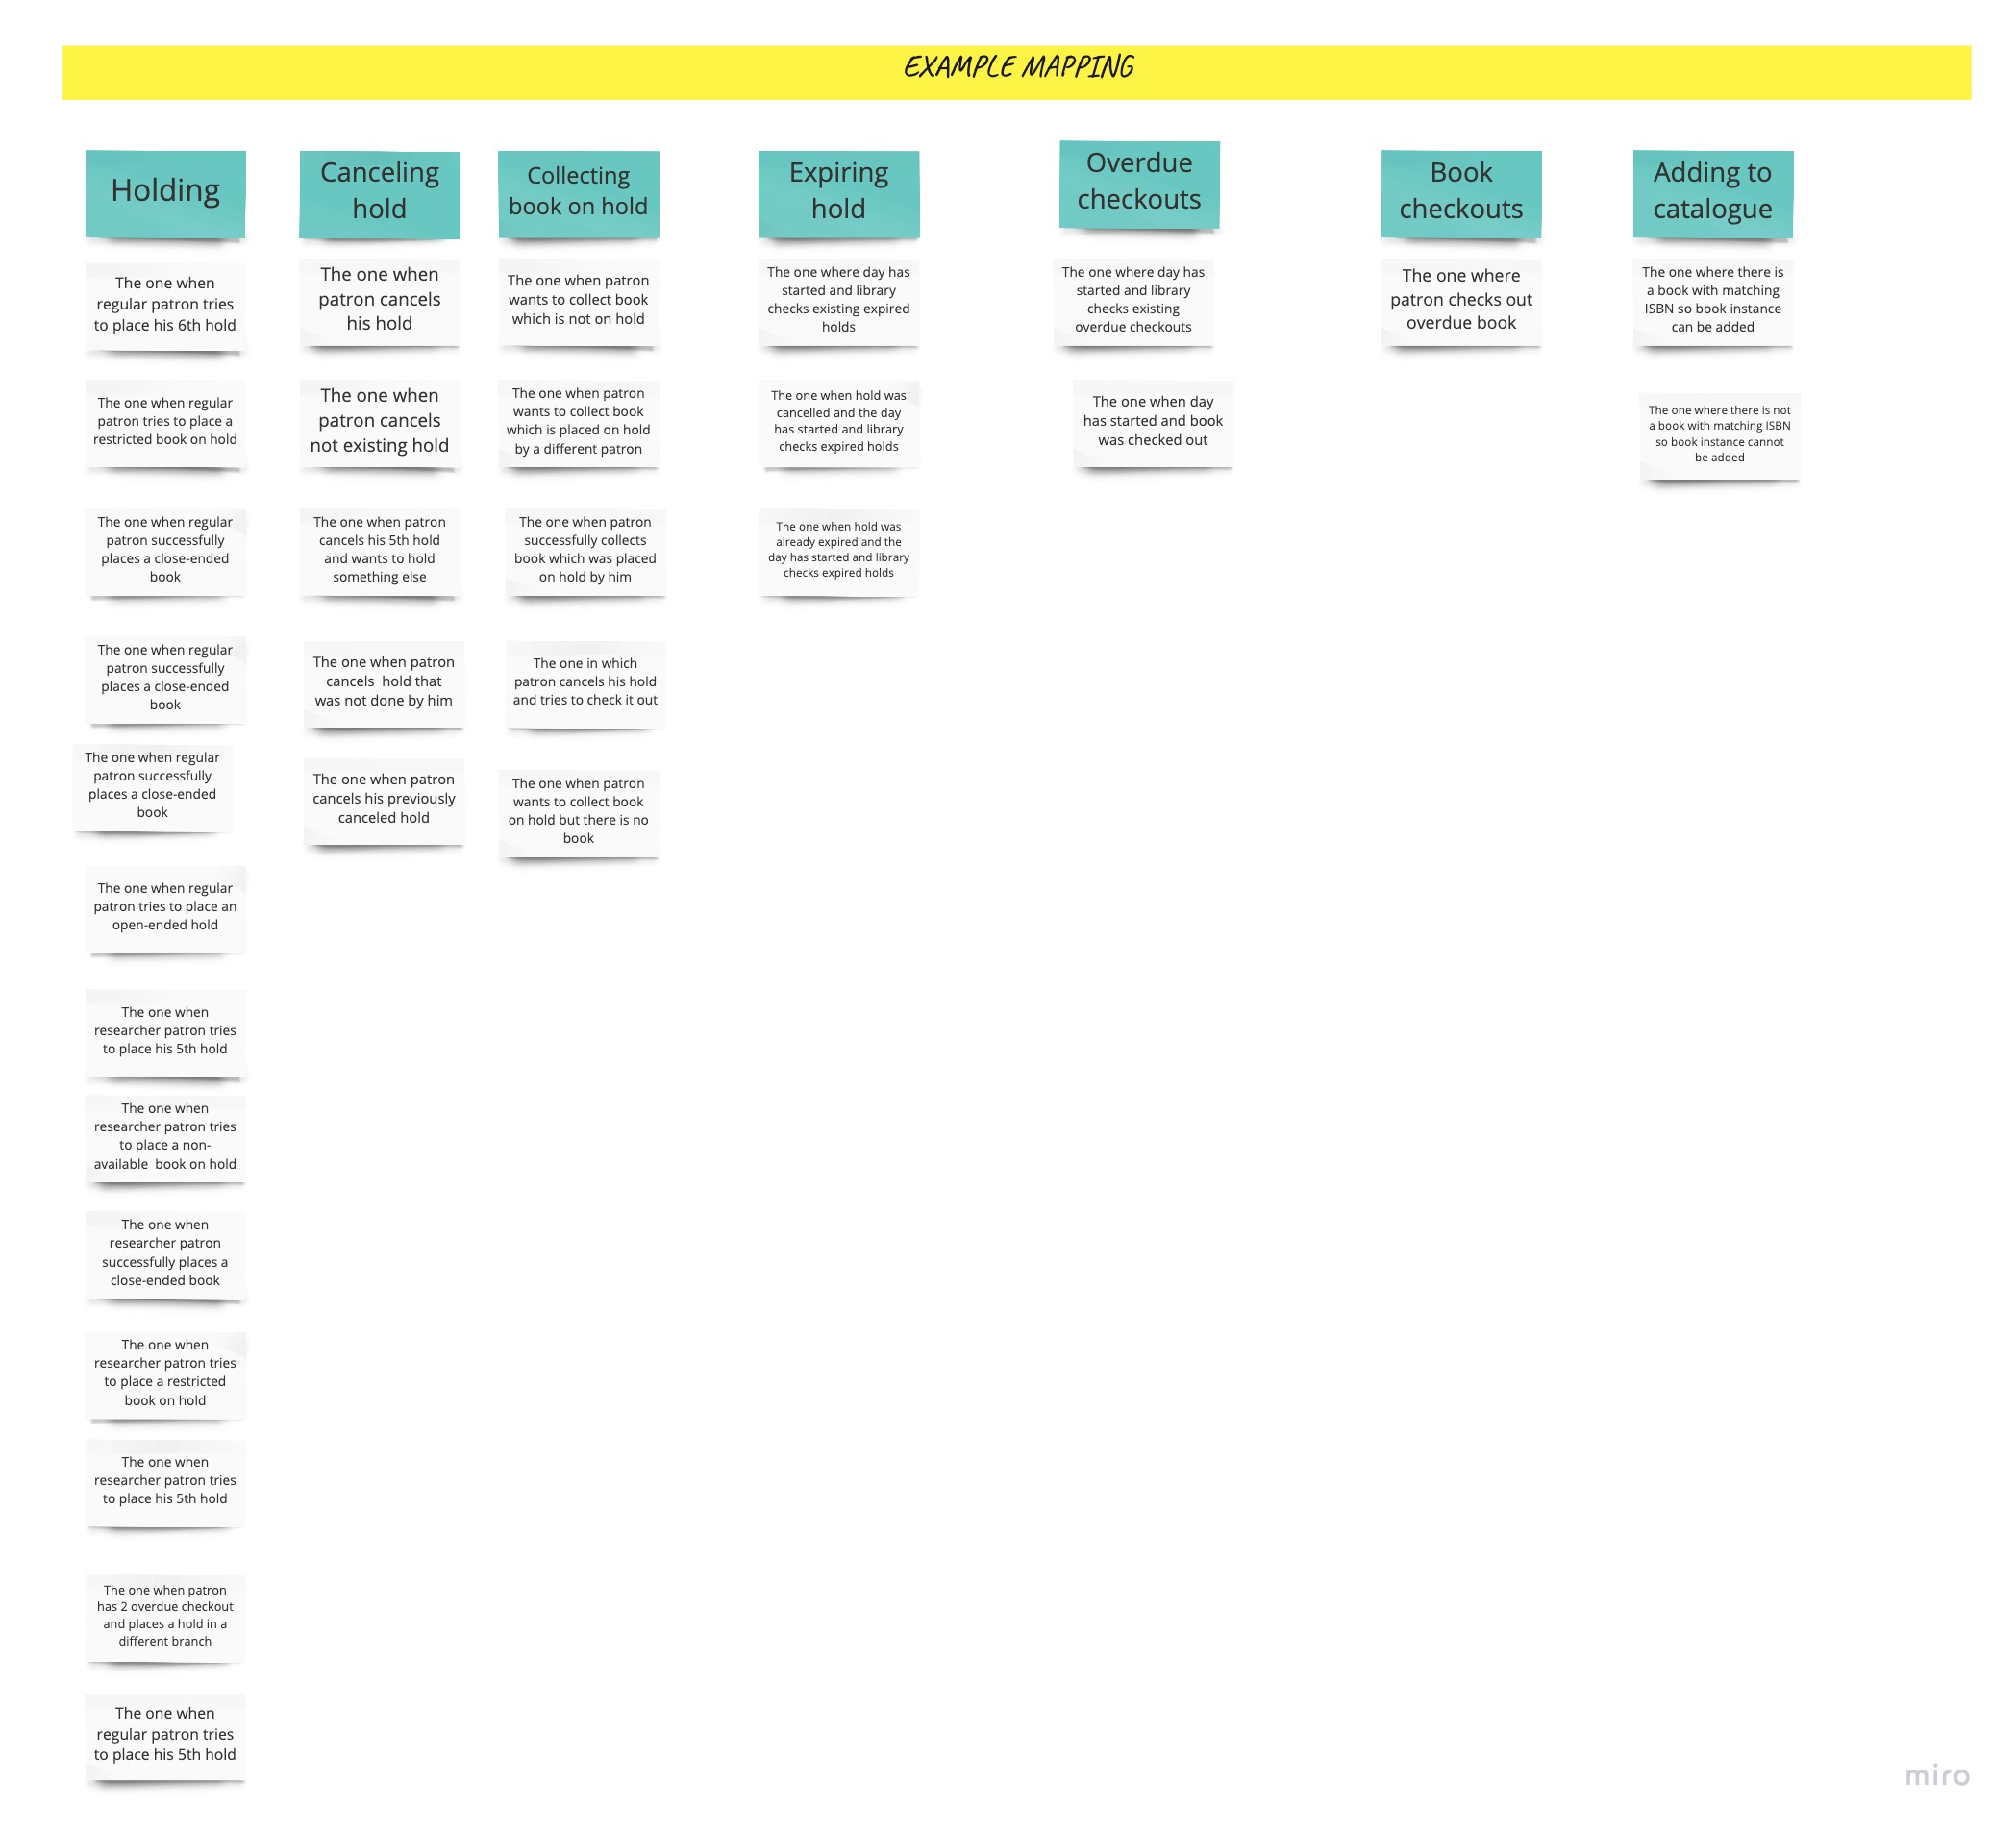 EXAMPLE MAPPING
Holding
The one when
regular patron tries
to place his 6th hold
The one when regular
patron tries to place a
restricted book on hold
The one when regular
patron successfully
places a close-ended
book
The one when regular
patron successfully
places a close-ended
book
The one when regular
patron successfully
places a close-ended
book
The one when regular
patron tries to place an
open-ended hold
The one when
researcher patron tries
to place his 5th hold
The one when
researcher patron tries
to place a non-
available book on hold
The one when
researcher patron
successfully places a
close-ended book
The one when
researcher patron tries
to place a restricted
book on hold
The one when
researcher patron tries
to place his 5th hold
The one when patron
has 2 overdue checkout
and places a hold in a
different branch
The one when
regular patron tries
to place his 5th hold
Canceling
hold
The one when
patron cancels
his hold
The one when
patron cancels
not existing hold
The one when patron
cancels his 5th hold
and wants to hold
something else
The one when patron
cancels hold that
was not done by him
The one when patron
cancels his previously
canceled hold
Collecting
book on hold
The one when patron
wants to collect book
which is not on hold
The one when patron
wants to collect book
which is placed on hold
by a different patron
The one when patron
successfully collects
book which was placed
on hold by him
The one in which
patron cancels his hold
and tries to check it out
The one when patron
wants to collect book
on hold but there is no
book
Expiring
hold
The one where day has
started and library
checks existing expired
holds
The one when hold was
cancelled and the day
has started and library
checks expired holds
The one when hold was
already expired and the
day has started and library
checks expired holds
Overdue
checkouts
The one where day has
started and library
checks existing
overdue checkouts
The one when day
has started and book
was checked out
Book
checkouts
The one where
patron checks out
overdue book
Adding to
catalogue
The one where there is
a book with matching
ISBN so book instance
can be added
The one where there is not
a book with matching ISBN
so book instance cannot
be added
miro